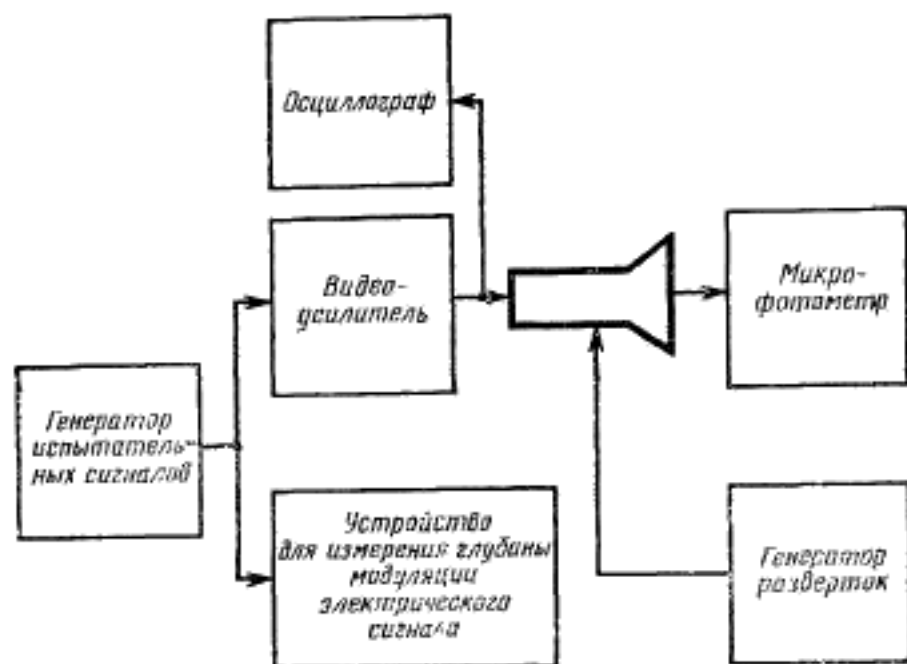 Осциллограф
Видео-
усилитель
Микро-
фотометр
Генератор
испытатель-
ных сигналов
Устройство
для измерения глубины
модуляции
электрического
сигнала
Генератор
разверток